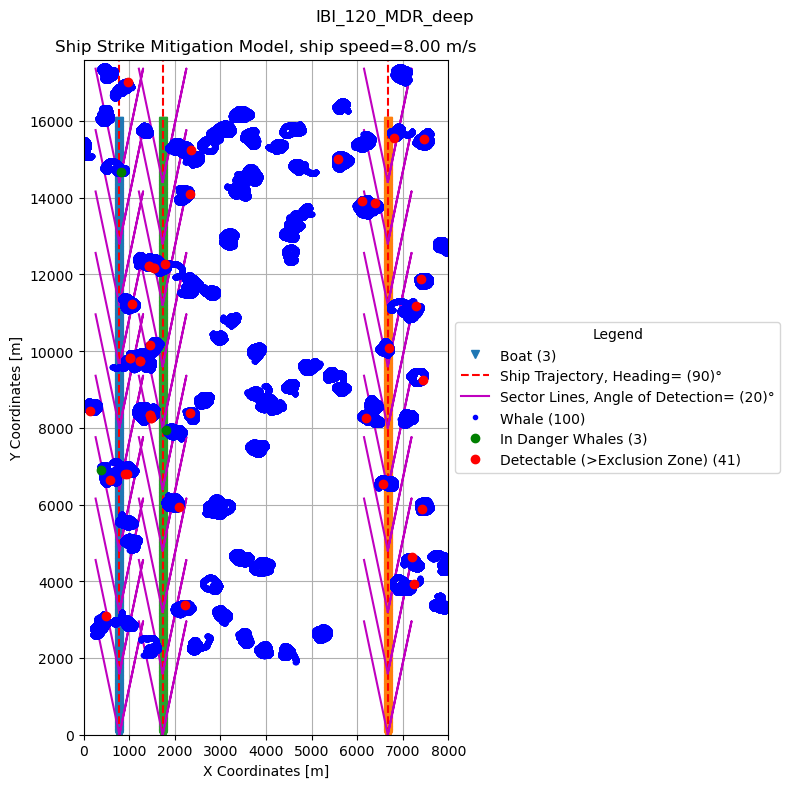 IBI_120_MDR_deep
Ship Strike Mitigation Model, ship speed=8.00 m/s
16000
14000
12000
10000
8000
6000
4000
2000
0
Y Coordinates [m]
0 1000 2000 3000 4000 5000 6000 7000 8000
X Coordinates [m]
Legend
Boat (3)
Ship Trajectory, Heading= (90)°
Sector Lines, Angle of Detection= (20)°
Whale (100)
In Danger Whales (3)
Detectable (>Exclusion Zone) (41)